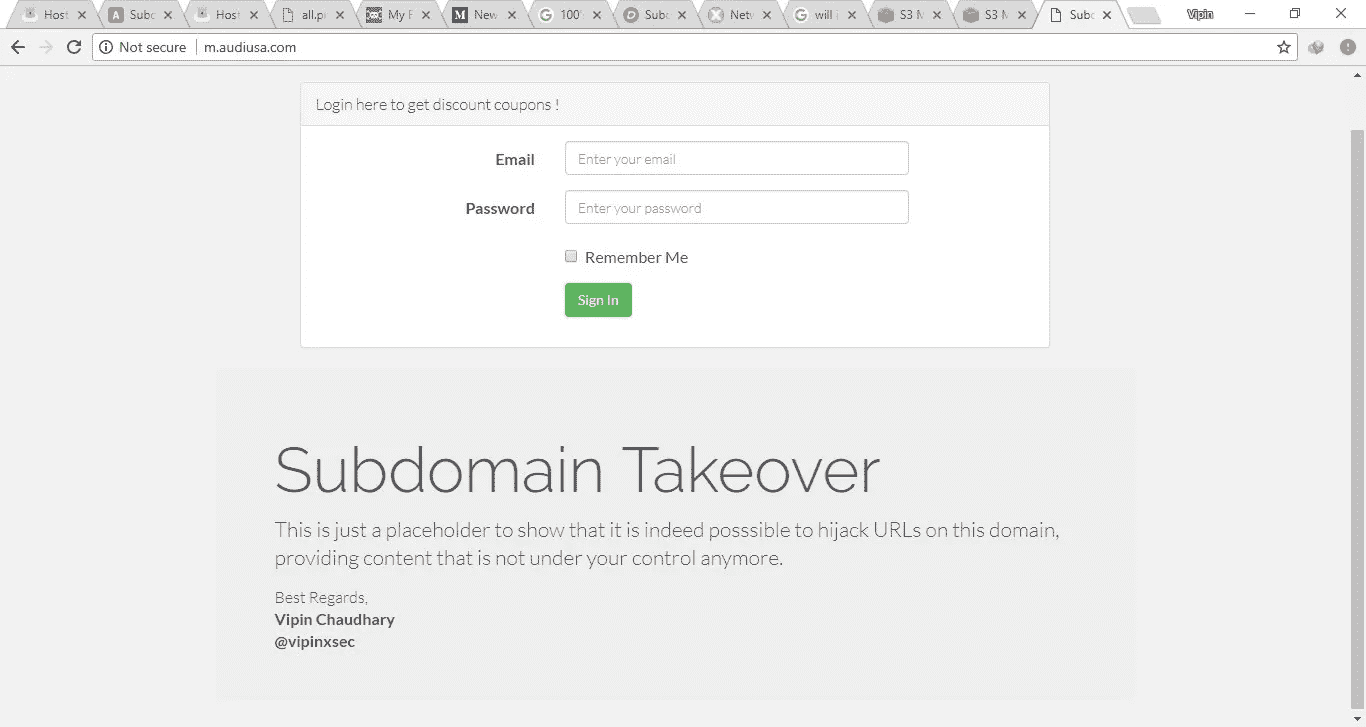 Host
Subd
Host
all.p
My F
M
New
G
100
D
Subd
Netv
G
will i
S3 M
S3 M
Subd
Vipin
Not secure
m.audiusa.com
Login here to get discount coupons !
Email
Enter your email
Password
Enter your password
Remember Me
Sign In
Subdomain Takeover
This is just a placeholder to show that it is indeed posssible to hijack URLs on this domain,
providing content that is not under your control anymore.
Best Regards,
Vipin Chaudhary
@vipinxsec